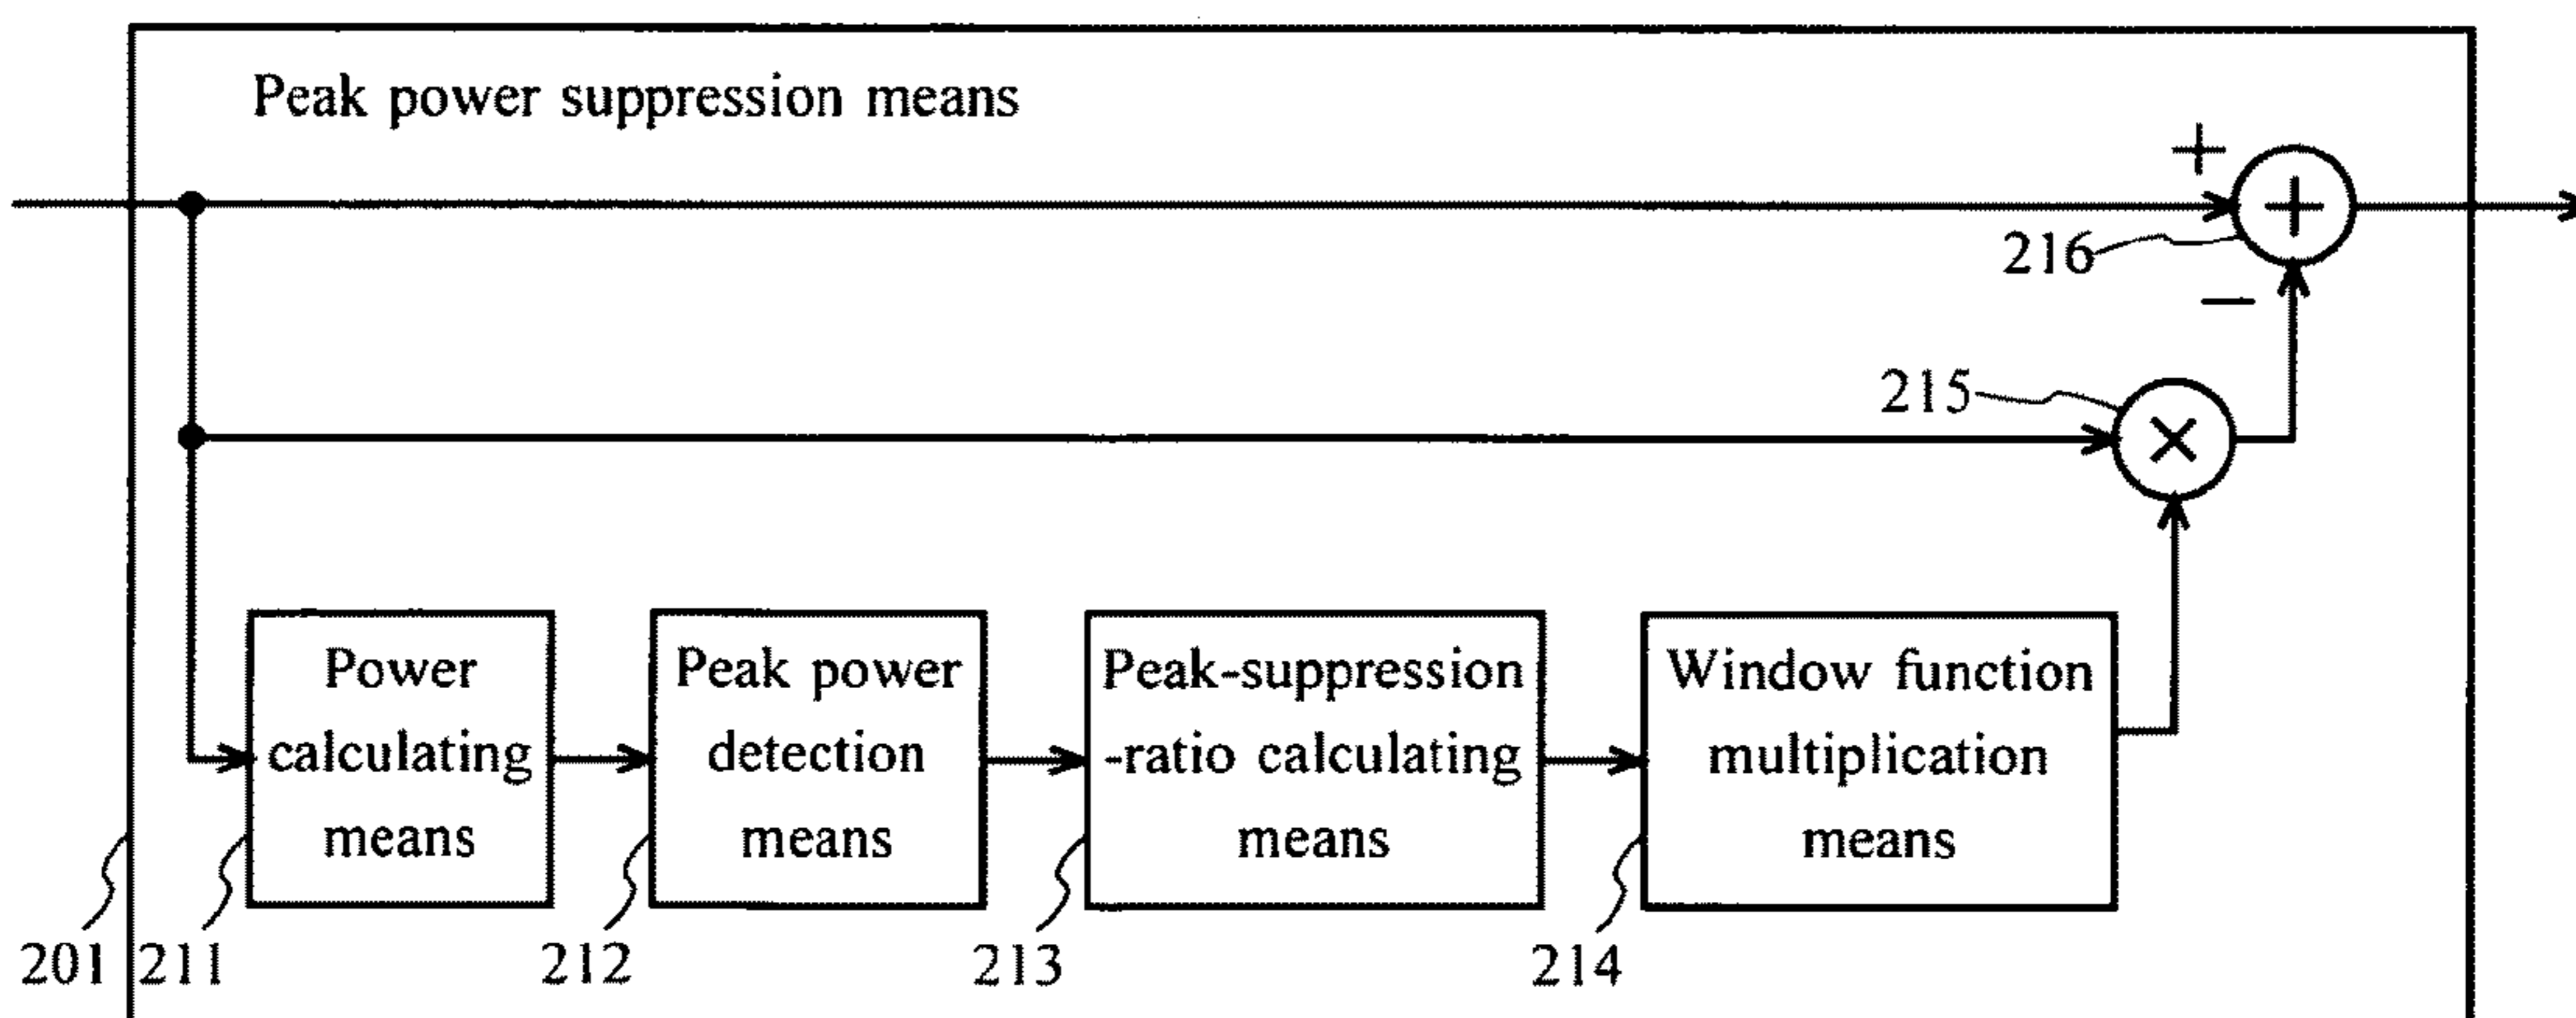 Peak power suppression means
+
+
216
−
215
×
Power
calculating
means
Peak power
detection
means
Peak-suppression
-ratio calculating
means
Window function
multiplication
means
201
211
212
213
214